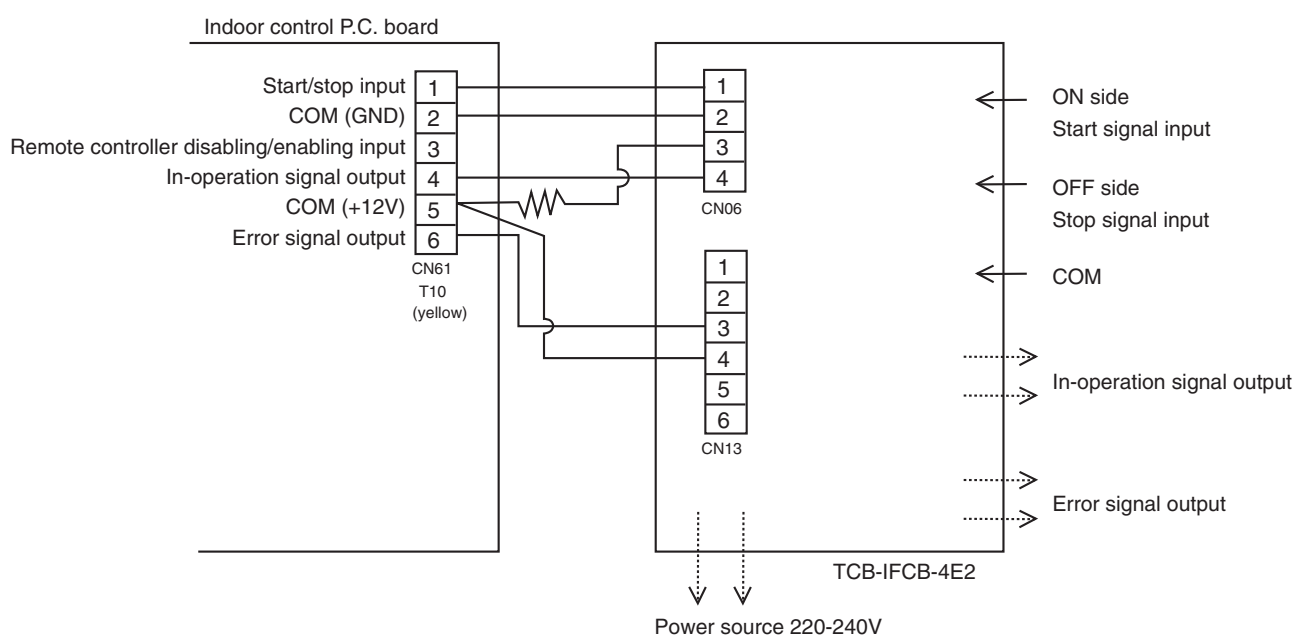 Indoor control P.C. board
Start/stop input 1
COM (GND) 2
Remote controller disabling/enabling input 3
In-operation signal output 4
COM (+12V) 5
Error signal output 6
CN61
T10
(yellow)
1
2
3
4
CN06
1
2
3
4
5
6
CN13
ON side
Start signal input
OFF side
Stop signal input
COM
In-operation signal output
Error signal output
TCB-IFCB-4E2
Power source 220-240V